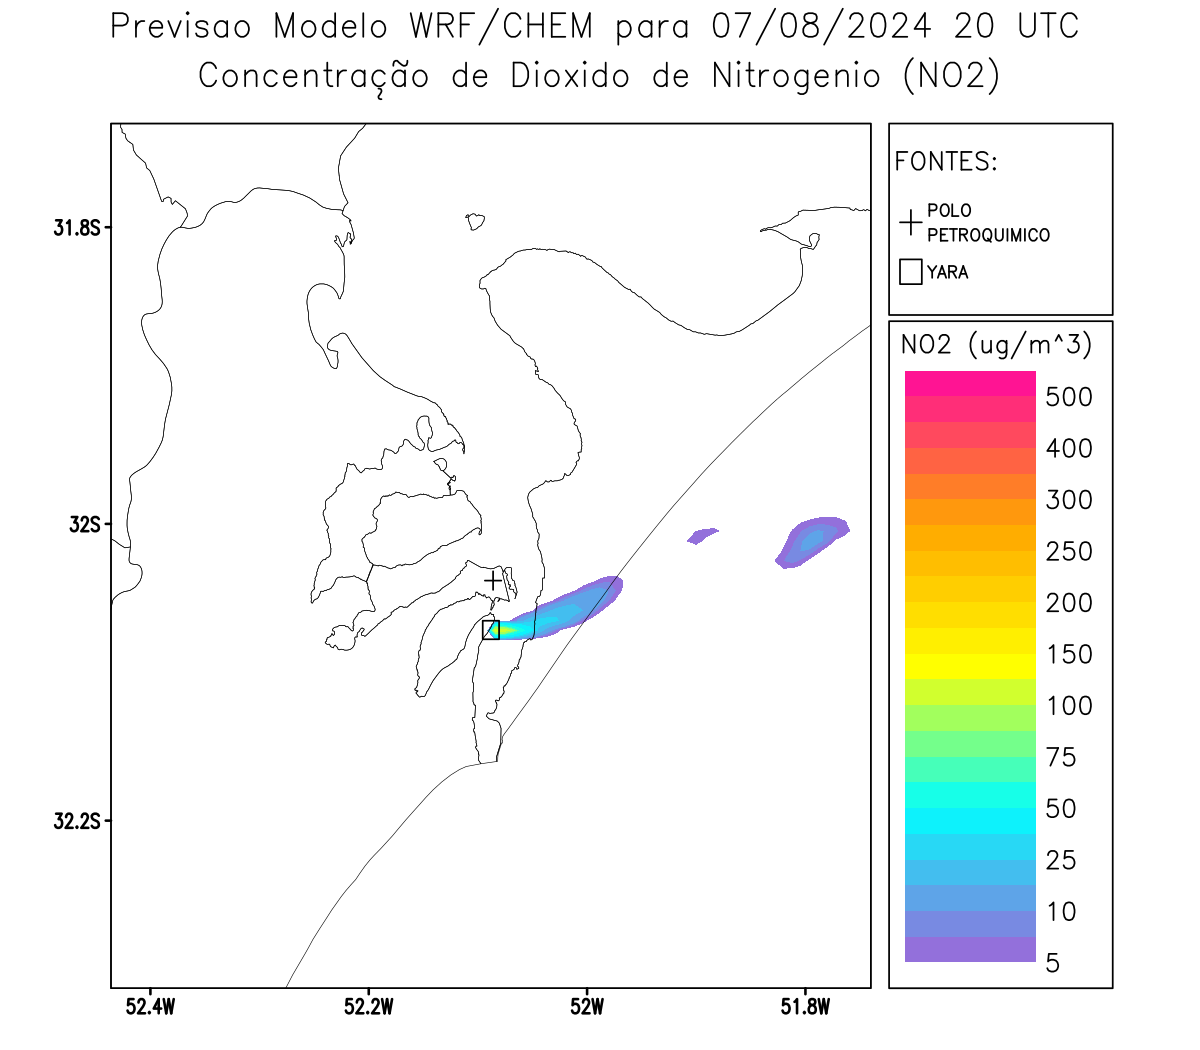 Previsao Modelo WRF/CHEM para 07/08/2024 20 UTC
Concentração de Dioxido de Nitrogenio (NO2)
FONTES:
POLO
PETROQUIMICO
YARA
31.8S
32S
32.2S
52.4W
52.2W
52W
51.8W
NO2 (ug/m^3)
500
400
300
250
200
150
100
75
50
25
10
5